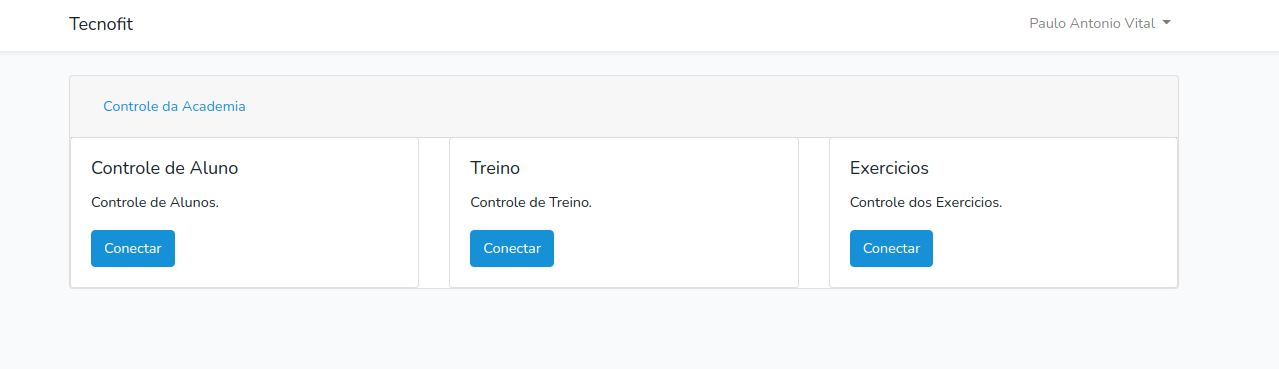 Tecnofit
Paulo Antonio Vital
Controle da Academia
Controle de Aluno
Controle de Alunos.
Conectar
Treino
Controle de Treino.
Conectar
Exercicios
Controle dos Exercicios.
Conectar